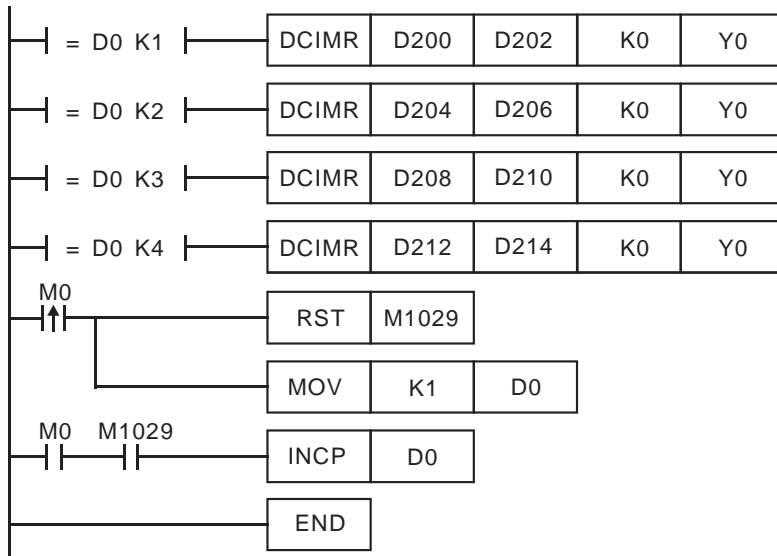 = D0 K1 DCIMR D200 D202 K0 Y0
= D0 K2 DCIMR D204 D206 K0 Y0
= D0 K3 DCIMR D208 D210 K0 Y0
= D0 K4 DCIMR D212 D214 K0 Y0
M0
RST M1029
MOV K1 D0
M0 M1029
INCP D0
END